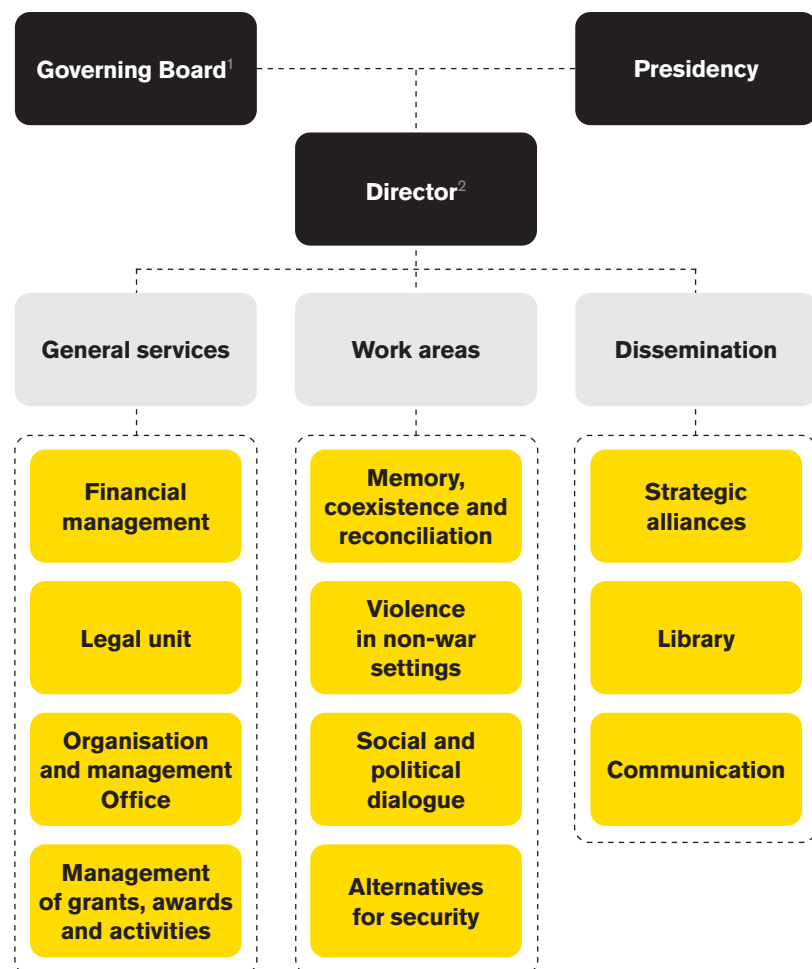 Governing Board1
Presidency
Director2
General services
Work areas
Dissemination
Financial
management
Legal unit
Organisation
and management
Office
Management
of grants, awards
and activities
Memory,
coexistence and
reconciliation
Violence
in non-war
settings
Social and
political
dialogue
Alternatives
for security
Strategic
alliances
Library
Communication